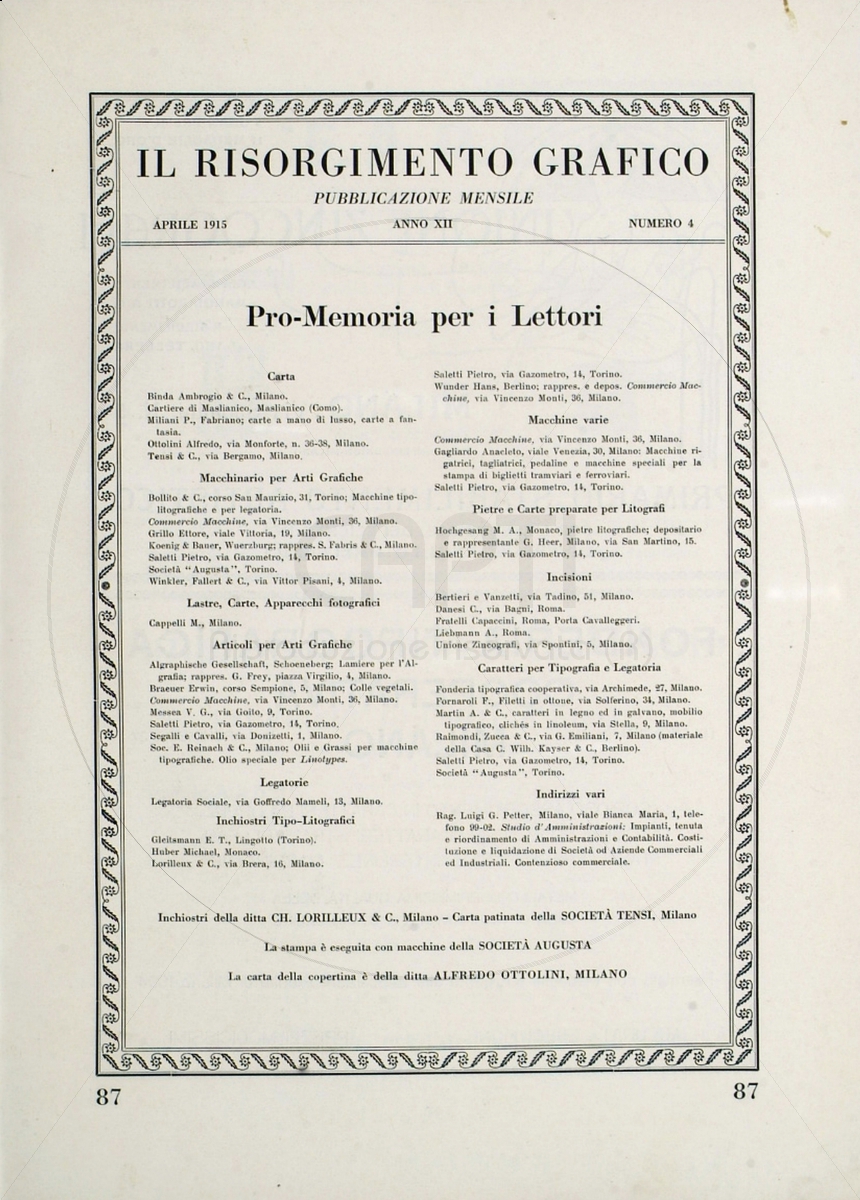 IL RISORGIMENTO GRAFICO
PUBBLICAZIONE MENSILE
APRILE 1915 ANNO XII NUMERO 4
Pro-Memoria per i Lettori
Carta
Binda Ambrogio & C., Milano.
Cartiere di Maslianico, Maslianico (Como).
Miliani P., Fabriano; carte a mano di lusso, carte a fan-
tasia.
Ottolini Alfredo, via Monforte, n. 36-38, Milano.
Tensi & C., via Bergamo, Milano.
Macchinario per Arti Grafiche
Bollito & C., corso San Maurizio, 31, Torino; Macchine tipo-
litografiche e per legatoria.
Commercio Macchine, via Vincenzo Monti, 36, Milano.
Grillo Ettore, viale Vittoria, 19, Milano.
Koenig & Bauer, Wuerzburg; rappres. S. Fabris & C., Milano.
Saletti Pietro, via Gazometro, 14, Torino.
Società "Augusta", Torino.
Winkler, Fallert & C., via Vittor Pisani, 4, Milano.
Lastre, Carte, Apparecchi fotografici
Cappelli M., Milano.
Articoli per Arti Grafiche
Algraphische Gesellschaft, Schoeneberg; Lamiere per l'Al-
grafia; rappres. G. Frey, piazza Virgilio, 4, Milano.
Braeuer Erwin, corso Sempione, 5, Milano; Colle vegetali.
Commercio Macchine, via Vincenzo Monti, 36, Milano.
Messea V. G., via Goito, 9, Torino.
Saletti Pietro, via Gazometro, 14, Torino.
Segalli e Cavalli, via Donizetti, 1, Milano.
Soc. E. Reinach & C., Milano; Olii e Grassi per macchine
tipografiche. Olio speciale per Linotypes.
Legatorie
Legatoria Sociale, via Goffredo Mameli, 13, Milano.
Inchiostri Tipo-Litografici
Gleitsmann E. T., Lingotto (Torino).
Huber Michael, Monaco.
Lorilleux & C., via Brera, 16, Milano.
Saletti Pietro, via Gazometro, 14, Torino.
Wunder Hans, Berlino; rappres. e depos. Commercio Mac-
chine, via Vincenzo Monti, 36, Milano.
Macchine varie
Commercio Macchine, via Vincenzo Monti, 36, Milano.
Gagliardo Anacleto, viale Venezia, 30, Milano: Macchine ri-
gatrici, tagliatrici, pedaline e macchine speciali per la
stampa di biglietti tramviari e ferroviari.
Saletti Pietro, via Gazometro, 14, Torino.
Pietre e Carte preparate per Litografi
Hochgesang M. A., Monaco, pietre litografiche; depositario
e rappresentante G. Heer, Milano, via San Martino, 15.
Saletti Pietro, via Gazometro, 14, Torino.
Incisioni
Bertieri e Vanzetti, via Tadino, 51, Milano.
Danesi C., via Bagni, Roma.
Fratelli Capaccini, Roma, Porta Cavalleggeri.
Liebmann A., Roma.
Unione Zincografi, via Spontini, 5, Milano.
Caratteri per Tipografia e Legatoria
Fonderia tipografica cooperativa, via Archimede, 27, Milano.
Fornaroli F., Filetti in ottone, via Solferino, 34, Milano.
Martin A. & C., caratteri in legno ed in galvano, mobilio
tipografico, clichés in linoleum, via Stella, 9, Milano.
Raimondi, Zucca & C., via G. Emiliani, 7, Milano (materiale
della Casa C. Wilh. Kayser & C., Berlino).
Saletti Pietro, via Gazometro, 14, Torino.
Società "Augusta", Torino.
Indirizzi vari
Rag. Luigi G. Petter, Milano, viale Bianca Maria, 1, tele-
fono 99-02. Studio d'Amministrazioni: Impianti, tenuta
e riordinamento di Amministrazioni e Contabilità. Costi-
tuzione e liquidazione di Società od Aziende Commerciali
ed Industriali. Contenzioso commerciale.
Inchiostri della ditta CH. LORILLEUX & C., Milano - Carta patinata della SOCIETÀ TENSI, Milano
La stampa è eseguita con macchine della SOCIETÀ AUGUSTA
La carta della copertina è della ditta ALFREDO OTTOLINI, MILANO
87 87